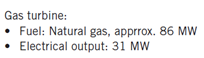 Gas turbine:
• Fuel: Natural gas, apprrox. 86 MW
• Electrical output: 31 MW